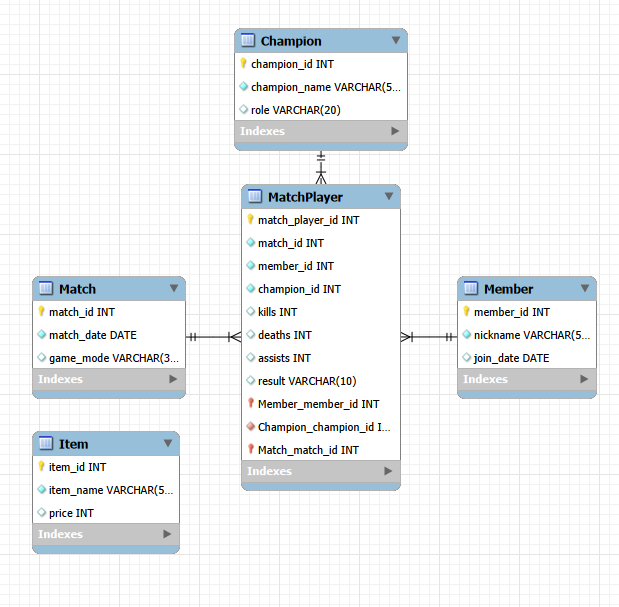 Champion
champion_id INT
champion_name VARCHAR(5...
role VARCHAR(20)
Indexes
MatchPlayer
match_player_id INT
match_id INT
member_id INT
champion_id INT
kills INT
deaths INT
assists INT
result VARCHAR(10)
Member_member_id INT
Champion_champion_id I...
Match_match_id INT
Indexes
Match
match_id INT
match_date DATE
game_mode VARCHAR(3...
Indexes
Member
member_id INT
nickname VARCHAR(5...
join_date DATE
Indexes
Item
item_id INT
item_name VARCHAR(5...
price INT
Indexes